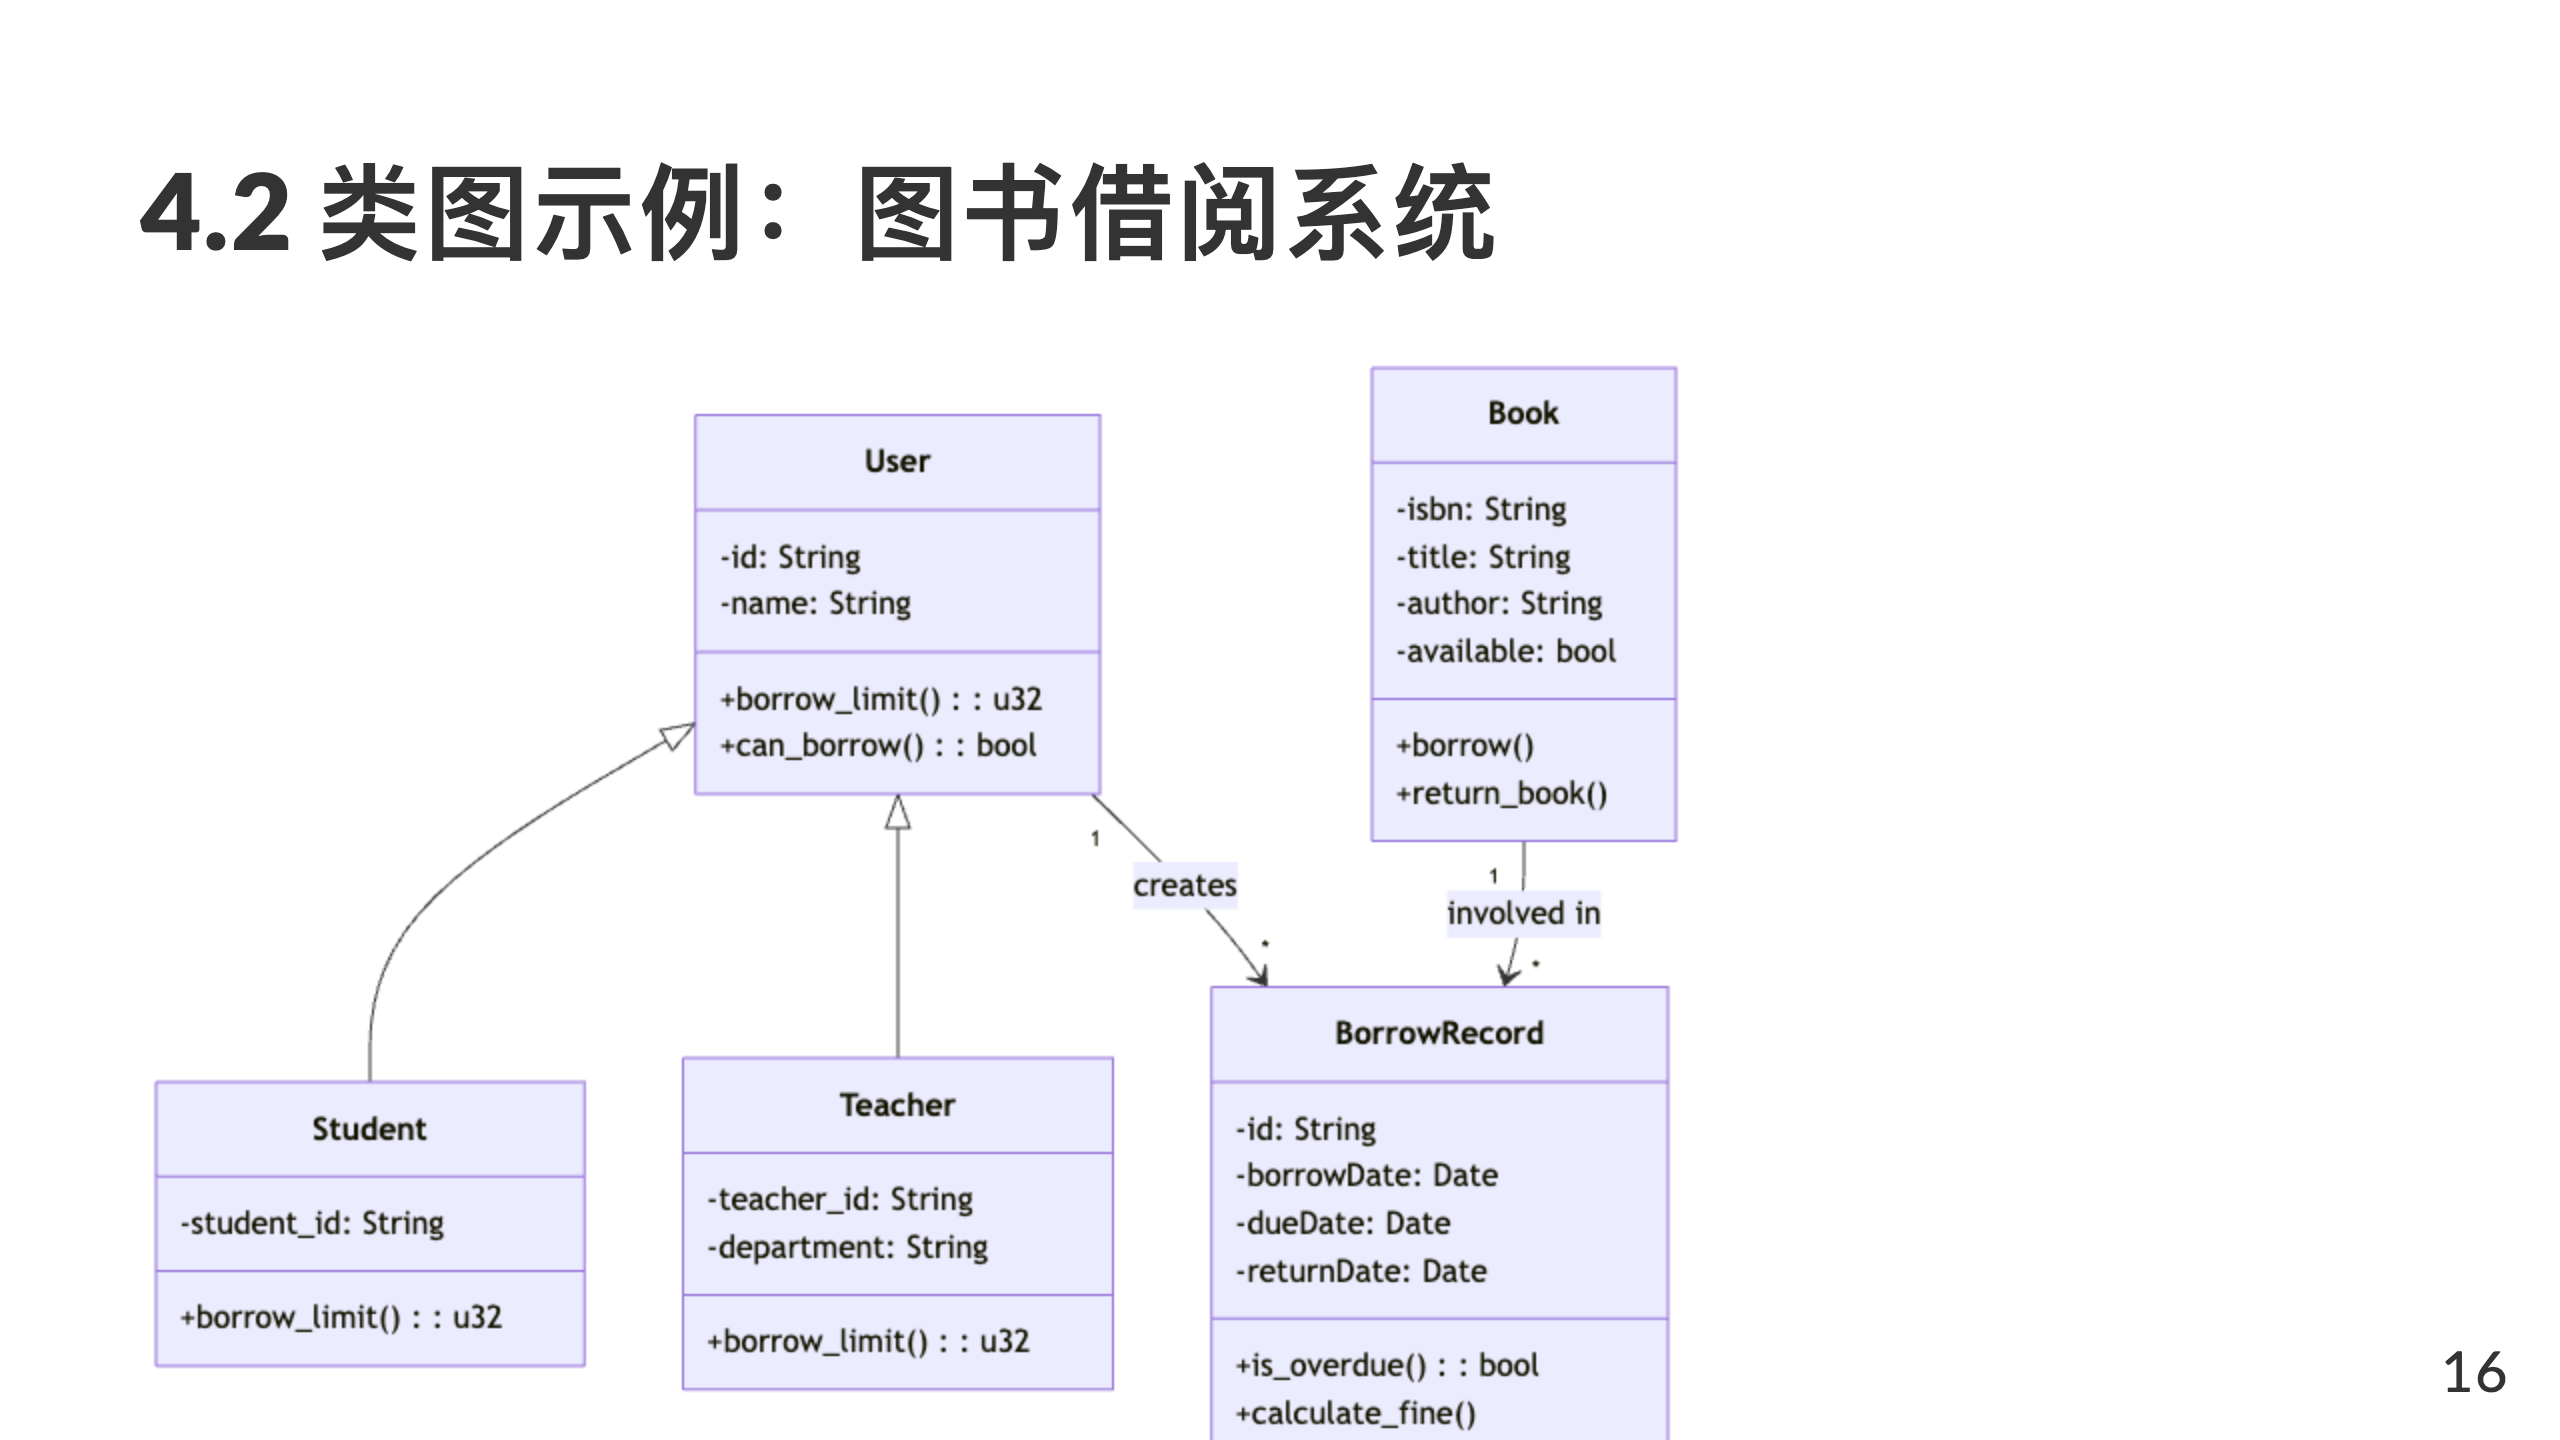 4.2 类图示例：图书借阅系统
User
-id: String
-name: String
+borrow_limit() : : u32
+can_borrow() : : bool
Book
-isbn: String
-title: String
-author: String
-available: bool
+borrow()
+return_book()
1
creates
*
1
involved in
*
Student
-student_id: String
+borrow_limit() : : u32
Teacher
-teacher_id: String
-department: String
+borrow_limit() : : u32
BorrowRecord
-id: String
-borrowDate: Date
-dueDate: Date
-returnDate: Date
+is_overdue() : : bool
+calculate_fine()
16